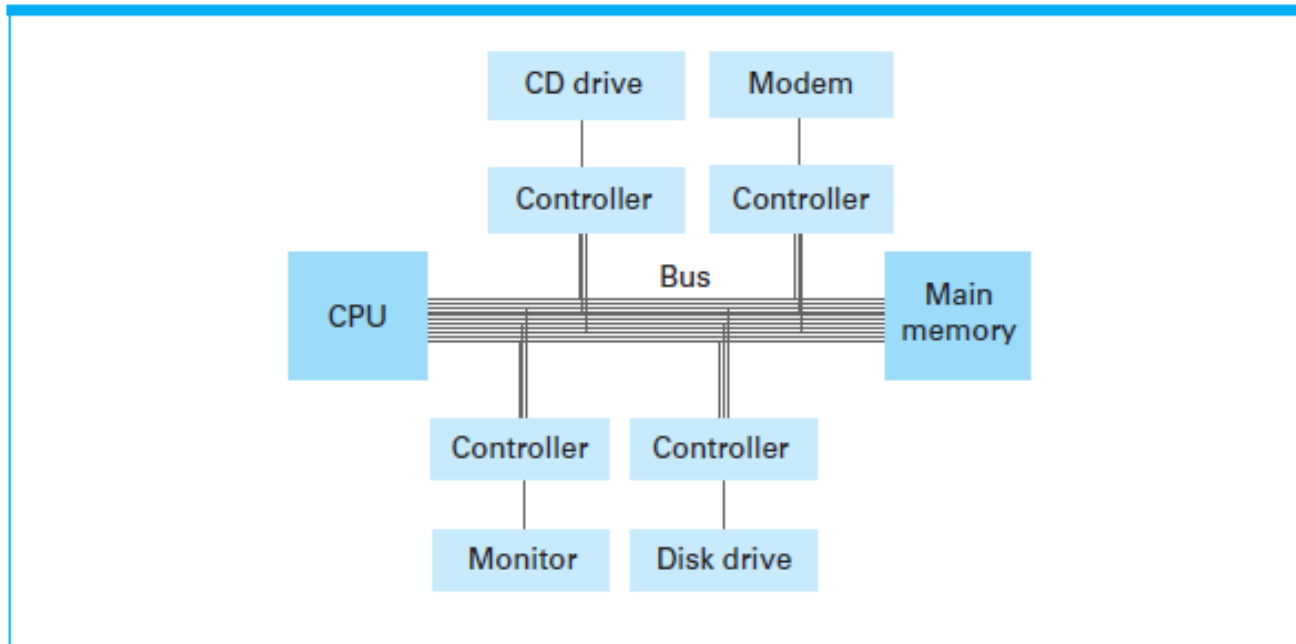 CD drive
Modem
Controller
Controller
Bus
CPU
Main
memory
Controller
Controller
Monitor
Disk drive